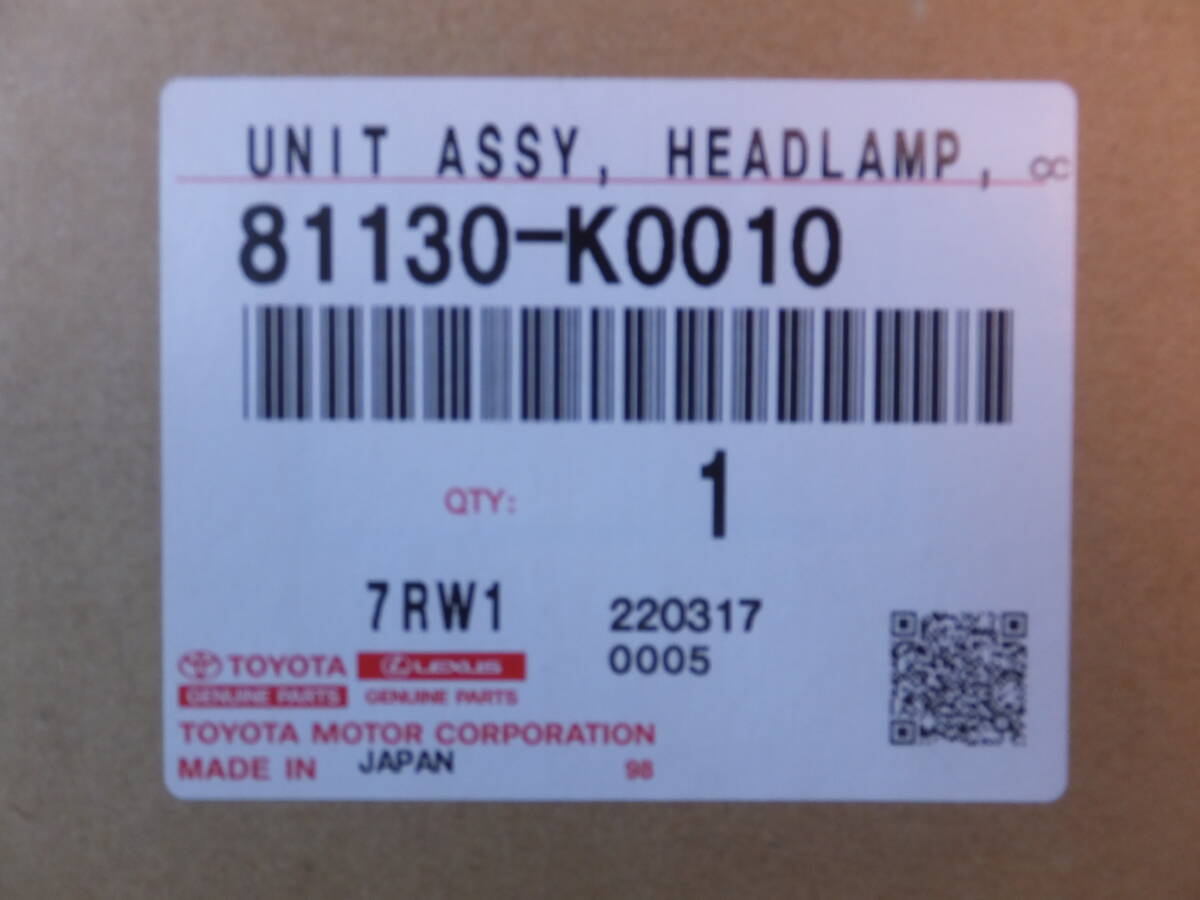 UNIT ASSY, HEADLAMP,
81130-K0010
QTY: 1
7RW1 220317
0005
TOYOTA LEXUS
GENUINE PARTS GENUINE PARTS
TOYOTA MOTOR CORPORATION
MADE IN JAPAN 98